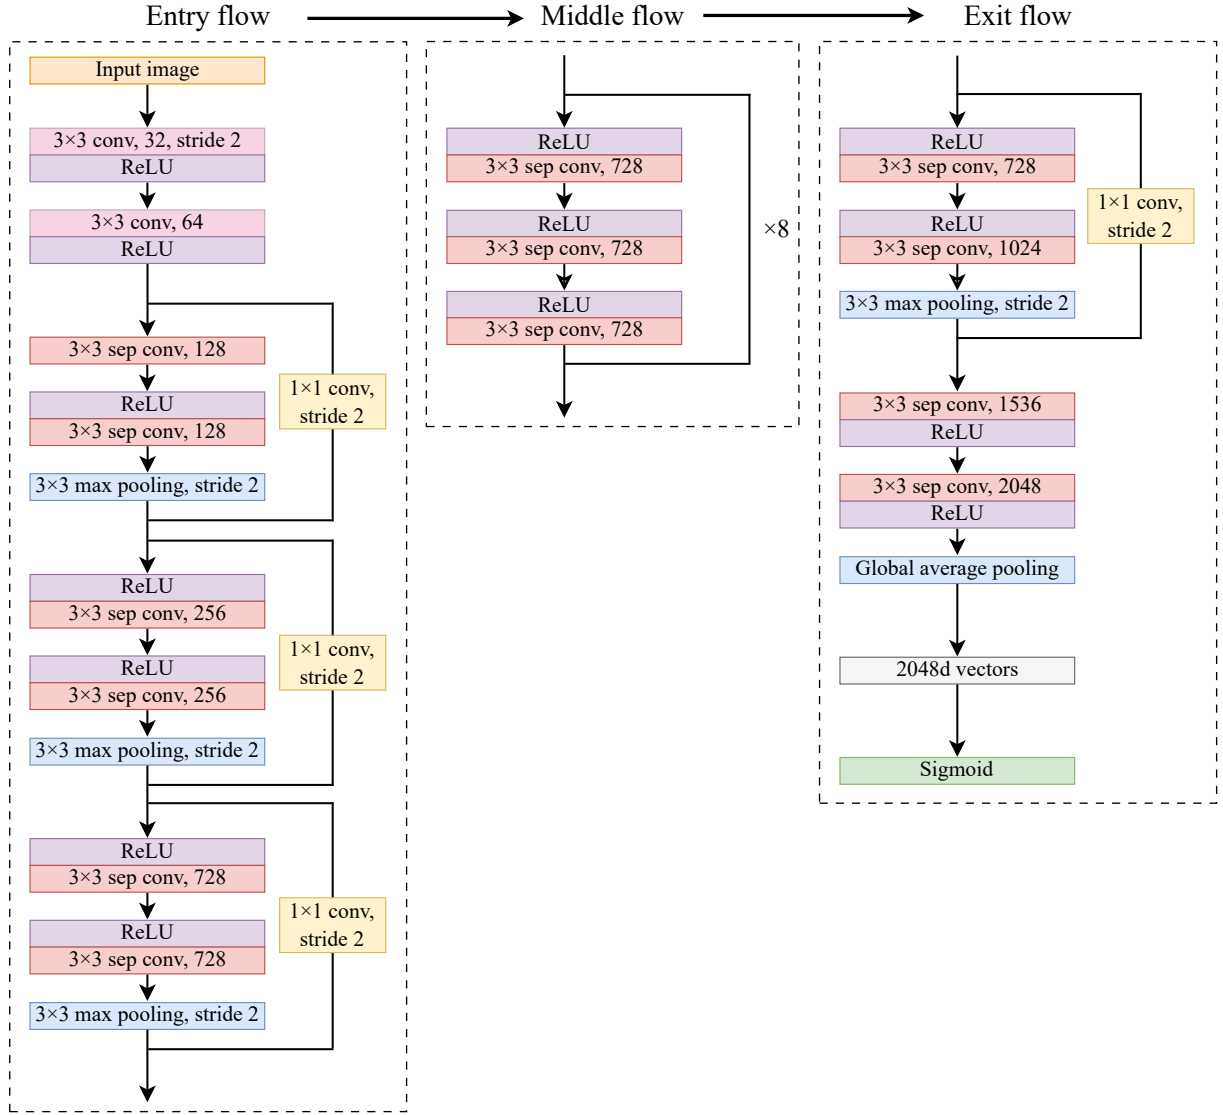 Entry flow
Middle flow
Exit flow
Input image
3×3 conv, 32, stride 2
ReLU
3×3 conv, 64
ReLU
3×3 sep conv, 128
ReLU
3×3 sep conv, 128
3×3 max pooling, stride 2
1×1 conv,
stride 2
ReLU
3×3 sep conv, 256
ReLU
3×3 sep conv, 256
3×3 max pooling, stride 2
1×1 conv,
stride 2
ReLU
3×3 sep conv, 728
ReLU
3×3 sep conv, 728
3×3 max pooling, stride 2
1×1 conv,
stride 2
ReLU
3×3 sep conv, 728
ReLU
3×3 sep conv, 728
ReLU
3×3 sep conv, 728
×8
ReLU
3×3 sep conv, 728
ReLU
3×3 sep conv, 1024
3×3 max pooling, stride 2
1×1 conv,
stride 2
3×3 sep conv, 1536
ReLU
3×3 sep conv, 2048
ReLU
Global average pooling
2048d vectors
Sigmoid